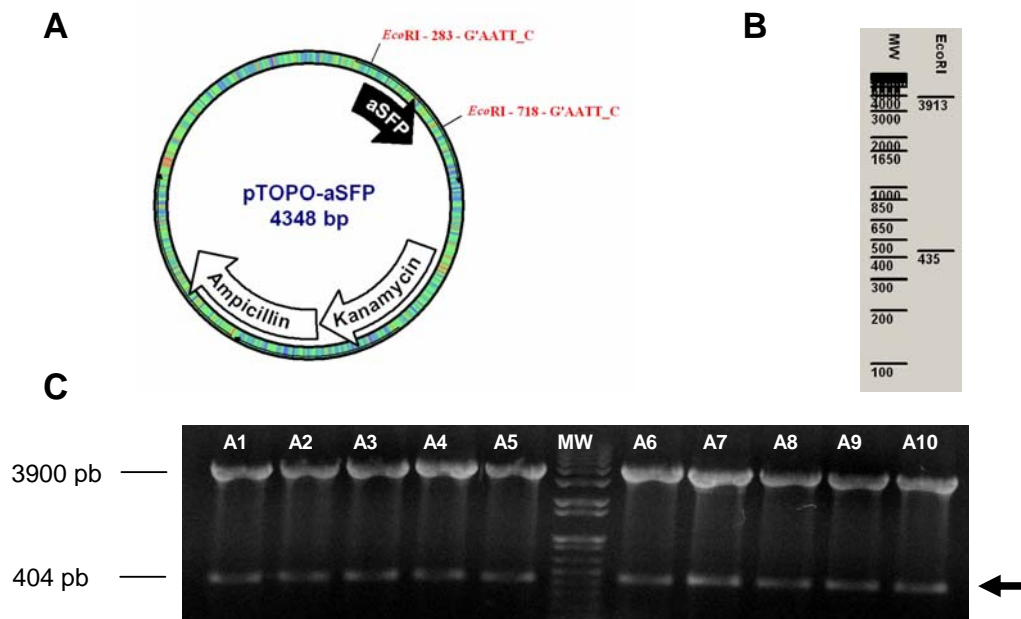 A
EcoRI - 283 - G'AATT_C
EcoRI - 718 - G'AATT_C
aSFP
pTOPO-aSFP
4348 bp
Ampicillin
Kanamycin
B
MW EcoRI
4000
3913
3000
2000
1650
1000
850
650
500
435
400
300
200
100
C
A1 A2 A3 A4 A5 MW A6 A7 A8 A9 A10
3900 pb
404 pb